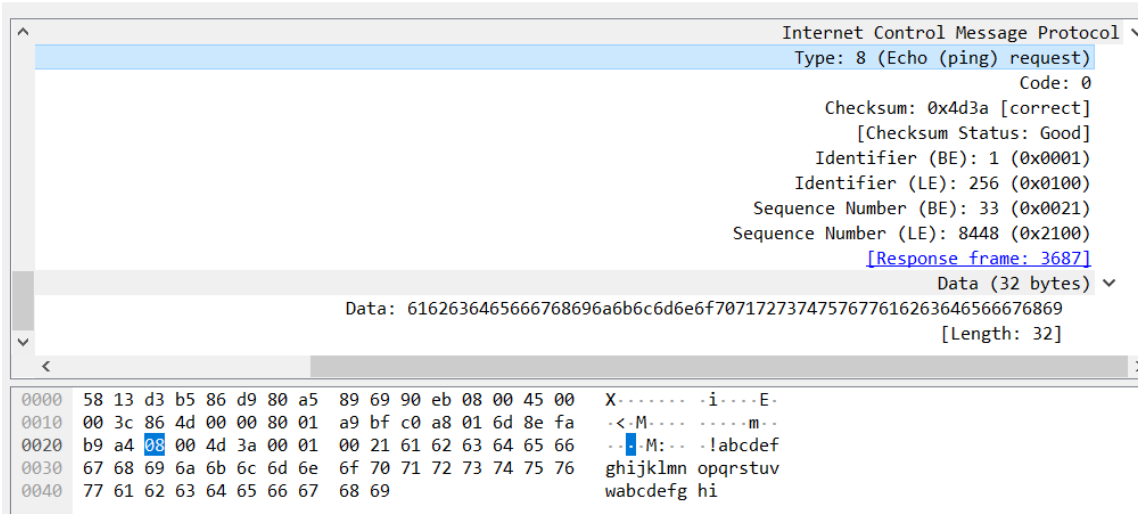 Internet Control Message Protocol
Type: 8 (Echo (ping) request)
Code: 0
Checksum: 0x4d3a [correct]
[Checksum Status: Good]
Identifier (BE): 1 (0x0001)
Identifier (LE): 256 (0x0100)
Sequence Number (BE): 33 (0x0021)
Sequence Number (LE): 8448 (0x2100)
[Response frame: 3687]
Data (32 bytes)
Data: 6162636465666768696a6b6c6d6e6f7071727374757677616263646566676869
[Length: 32]
0000 58 13 d3 b5 86 d9 80 a5 89 69 90 eb 08 00 45 00 X······· ·i····E·
0010 00 3c 86 4d 00 00 80 01 a9 bf c0 a8 01 6d 8e fa ·<·M···· ·····m··
0020 b9 a4 08 00 4d 3a 00 01 00 21 61 62 63 64 65 66 ····M:·· ·!abcdef
0030 67 68 69 6a 6b 6c 6d 6e 6f 70 71 72 73 74 75 76 ghijklmn opqrstuv
0040 77 61 62 63 64 65 66 67 68 69 wabcdefg hi